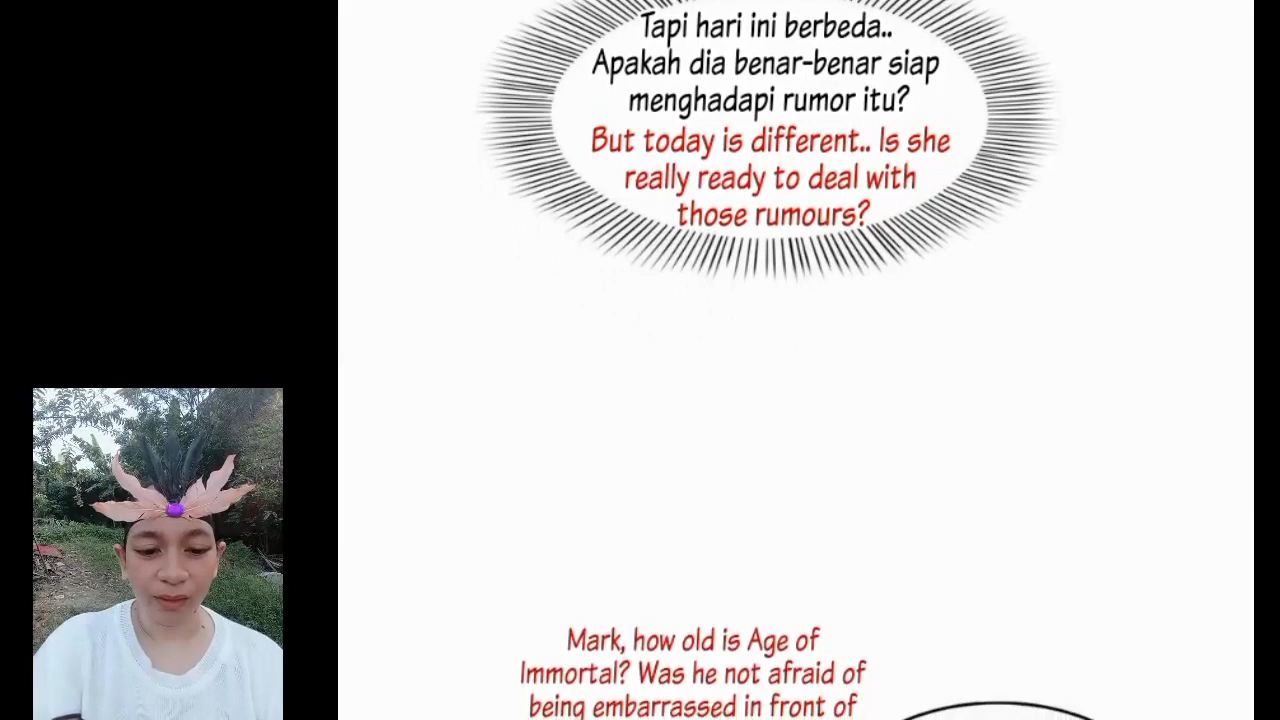 Tapi hari ini berbeda..
Apakah dia benar-benar siap
menghadapi rumor itu?
But today is different.. Is she
really ready to deal with
those rumours?
Mark, how old is Age of
Immortal? Was he not afraid of
being embarrassed in front of